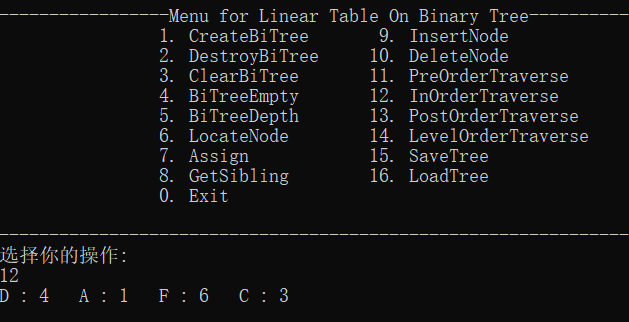 -----------------Menu for Linear Table On Binary Tree----------
1. CreateBiTree 9. InsertNode
2. DestroyBiTree 10. DeleteNode
3. ClearBiTree 11. PreOrderTraverse
4. BiTreeEmpty 12. InOrderTraverse
5. BiTreeDepth 13. PostOrderTraverse
6. LocateNode 14. LevelOrderTraverse
7. Assign 15. SaveTree
8. GetSibling 16. LoadTree
0. Exit
---------------------------------------------------------------
选择你的操作:
12
D : 4 A : 1 F : 6 C : 3